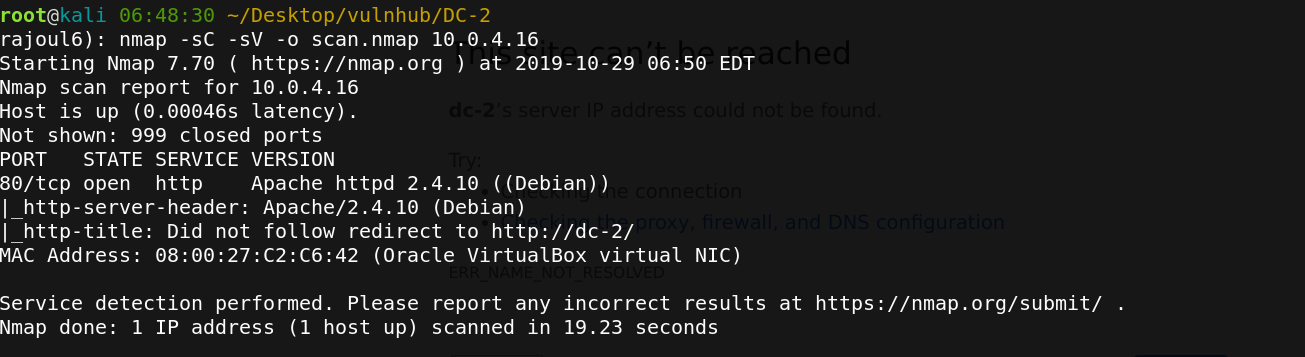 root@kali 06:48:30 ~/Desktop/vulnhub/DC-2
rajoul6): nmap -sC -sV -o scan.nmap 10.0.4.16
This site can't be reached
Starting Nmap 7.70 ( https://nmap.org ) at 2019-10-29 06:50 EDT
Nmap scan report for 10.0.4.16
Host is up (0.00046s latency).
dc-2's server IP address could not be found.
Not shown: 999 closed ports
PORT   STATE SERVICE VERSION
Try:
80/tcp open  http    Apache httpd 2.4.10 ((Debian))
• Checking the connection
|_http-server-header: Apache/2.4.10 (Debian)
• Checking the proxy, firewall, and DNS configuration
|_http-title: Did not follow redirect to http://dc-2/
MAC Address: 08:00:27:C2:C6:42 (Oracle VirtualBox virtual NIC)
ERR_NAME_NOT_RESOLVED
Service detection performed. Please report any incorrect results at https://nmap.org/submit/ .
Nmap done: 1 IP address (1 host up) scanned in 19.23 seconds